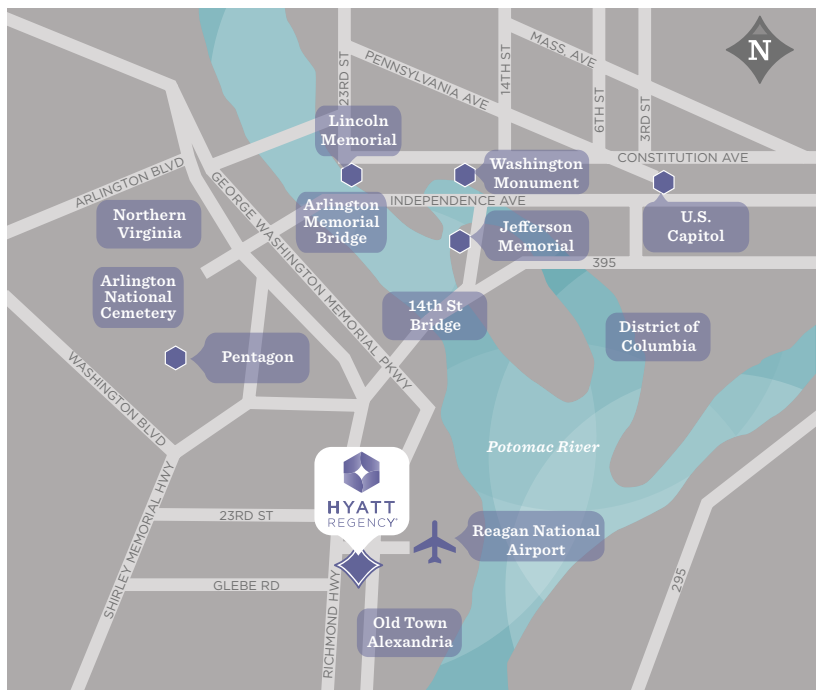 N
MASS. AVE
PENNSYLVANIA AVE
23RD ST
14TH ST
6TH ST
3RD ST
Lincoln
Memorial
CONSTITUTION AVE
Washington
Monument
ARLINGTON BLVD
GEORGE WASHINGTON MEMORIAL PKWY
INDEPENDENCE AVE
Arlington
Memorial
Bridge
Northern
Virginia
U.S.
Capitol
Jefferson
Memorial
395
Arlington
National
Cemetery
14th St
Bridge
District of
Columbia
Pentagon
WASHINGTON BLVD
Potomac River
HYATT
REGENCY®
SHIRLEY MEMORIAL HWY
23RD ST
Reagan National
Airport
295
GLEBE RD
RICHMOND HWY
Old Town
Alexandria